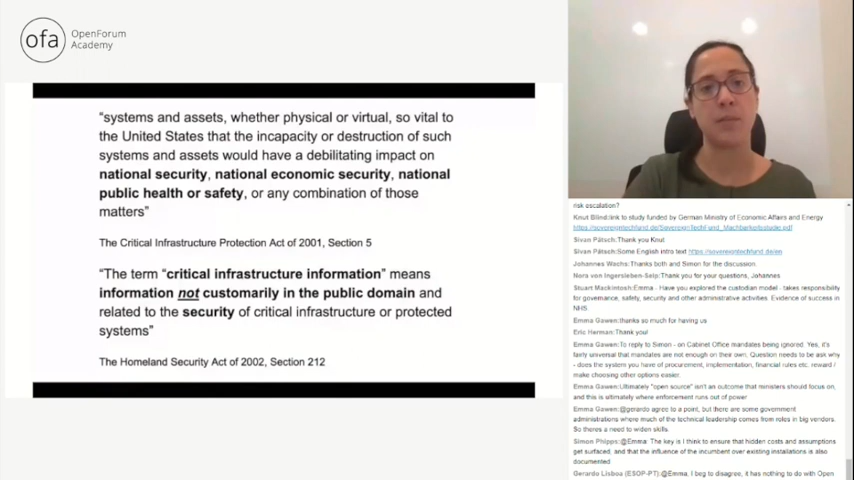 ofa
OpenForum
Academy
“systems and assets, whether physical or virtual, so vital to
the United States that the incapacity or destruction of such
systems and assets would have a debilitating impact on
national security, national economic security, national
public health or safety, or any combination of those
matters”
The Critical Infrastructure Protection Act of 2001, Section 5
“The term “critical infrastructure information” means
information not customarily in the public domain and
related to the security of critical infrastructure or protected
systems”
The Homeland Security Act of 2002, Section 212
risk escalation?
Knut Blind:link to study funded by German Ministry of Economic Affairs and Energy
https://sovereigntechfund.de/SovereignTechFund_Machbarkeitsstudie.pdf
Sivan Pätsch:Thank you Knut
Sivan Pätsch:Some English intro text https://sovereigntechfund.de/en
Johannes Wachs:Thanks both and Simon for the discussion.
Nora von Ingersleben-Seip:Thank you for your questions, Johannes
Stuart Mackintosh:Emma - Have you explored the custodian model - takes responsibility
for governance, safety, security and other administrative activities. Evidence of success in
NHS.
Emma Gawen:thanks so much for having us
Eric Herman:Thank you!
Emma Gawen:To reply to Simon - on Cabinet Office mandates being ignored. Yes, it's
fairly universal that mandates are not enough on their own. Question needs to be ask why
- does the system you have of procurement, implementation, financial rules etc. reward /
make choosing other options easier.
Emma Gawen:Ultimately "open source" isn't an outcome that ministers should focus on,
and this is ultimately where enforcement runs out of power
Emma Gawen:@gerardo agree to a point, but there are some government
administrations where much of the technical leadership comes from roles in big vendors.
So theres a need to widen skills
Simon Phipps:@Emma: The key is I think to ensure that hidden costs and assumptions
get surfaced, and that the influence of the incumbent over existing installations is also
documented
Gerardo Lisboa (ESOP-PT):@Emma, I beg to disagree, it has nothing to do with Open